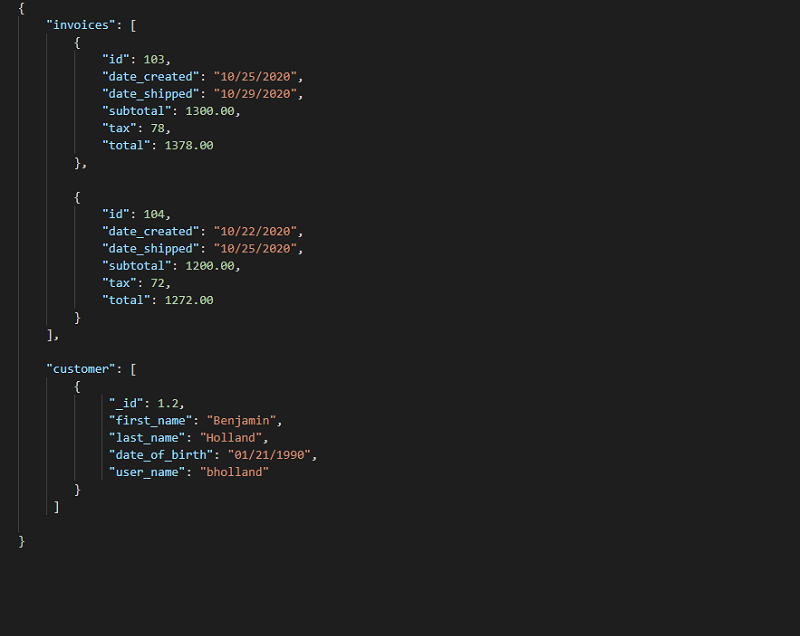 {
"invoices": [
{
"id": 103,
"date_created": "10/25/2020",
"date_shipped": "10/29/2020",
"subtotal": 1300.00,
"tax": 78,
"total": 1378.00
},
{
"id": 104,
"date_created": "10/22/2020",
"date_shipped": "10/25/2020",
"subtotal": 1200.00,
"tax": 72,
"total": 1272.00
}
],
"customer": [
{
"_id": 1.2,
"first_name": "Benjamin",
"last_name": "Holland",
"date_of_birth": "01/21/1990",
"user_name": "bholland"
}
]
}